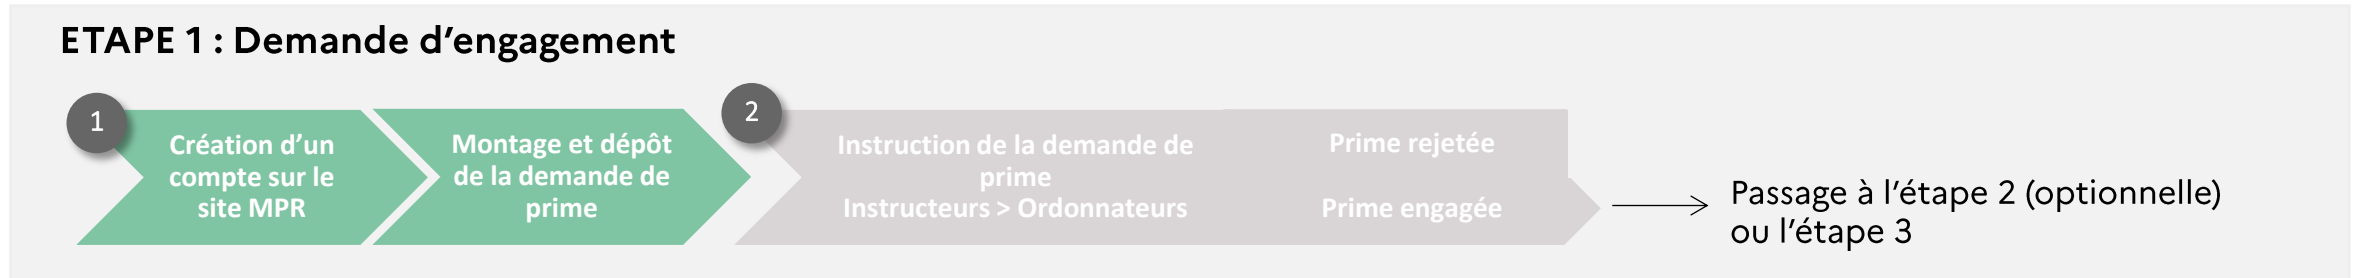 ETAPE 1 : Demande d’engagement
1
Création d’un
compte sur le
site MPR
Montage et dépôt
de la demande de
prime
2
Instruction de la demande de
prime
Instructeurs > Ordonnateurs
Prime rejetée
Prime engagée
Passage à l’étape 2 (optionnelle)
ou l’étape 3